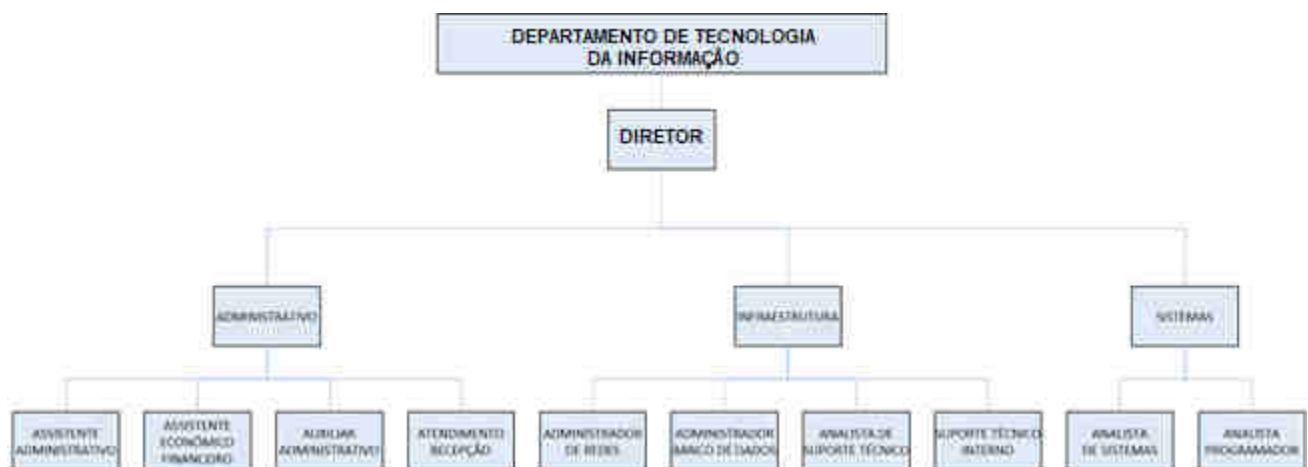 DEPARTAMENTO DE TECNOLOGIA
DA INFORMAÇÃO
DIRETOR
ADMINISTRATIVO
INFRAESTRUTURA
SISTEMAS
ASSISTENTE
ADMINISTRATIVO
ASSISTENTE
ECONÔMICO
FINANCEIRO
AUXILIAR
ADMINISTRATIVO
ATENDIMENTO
RECEPÇÃO
ADMINISTRADOR
DE REDES
ADMINISTRADOR
BANCO DE DADOS
ANALISTA DE
SUPORTE TÉCNICO
SUPORTE TÉCNICO
INTERNO
ANALISTA
DE SISTEMAS
ANALISTA
PROGRAMADOR